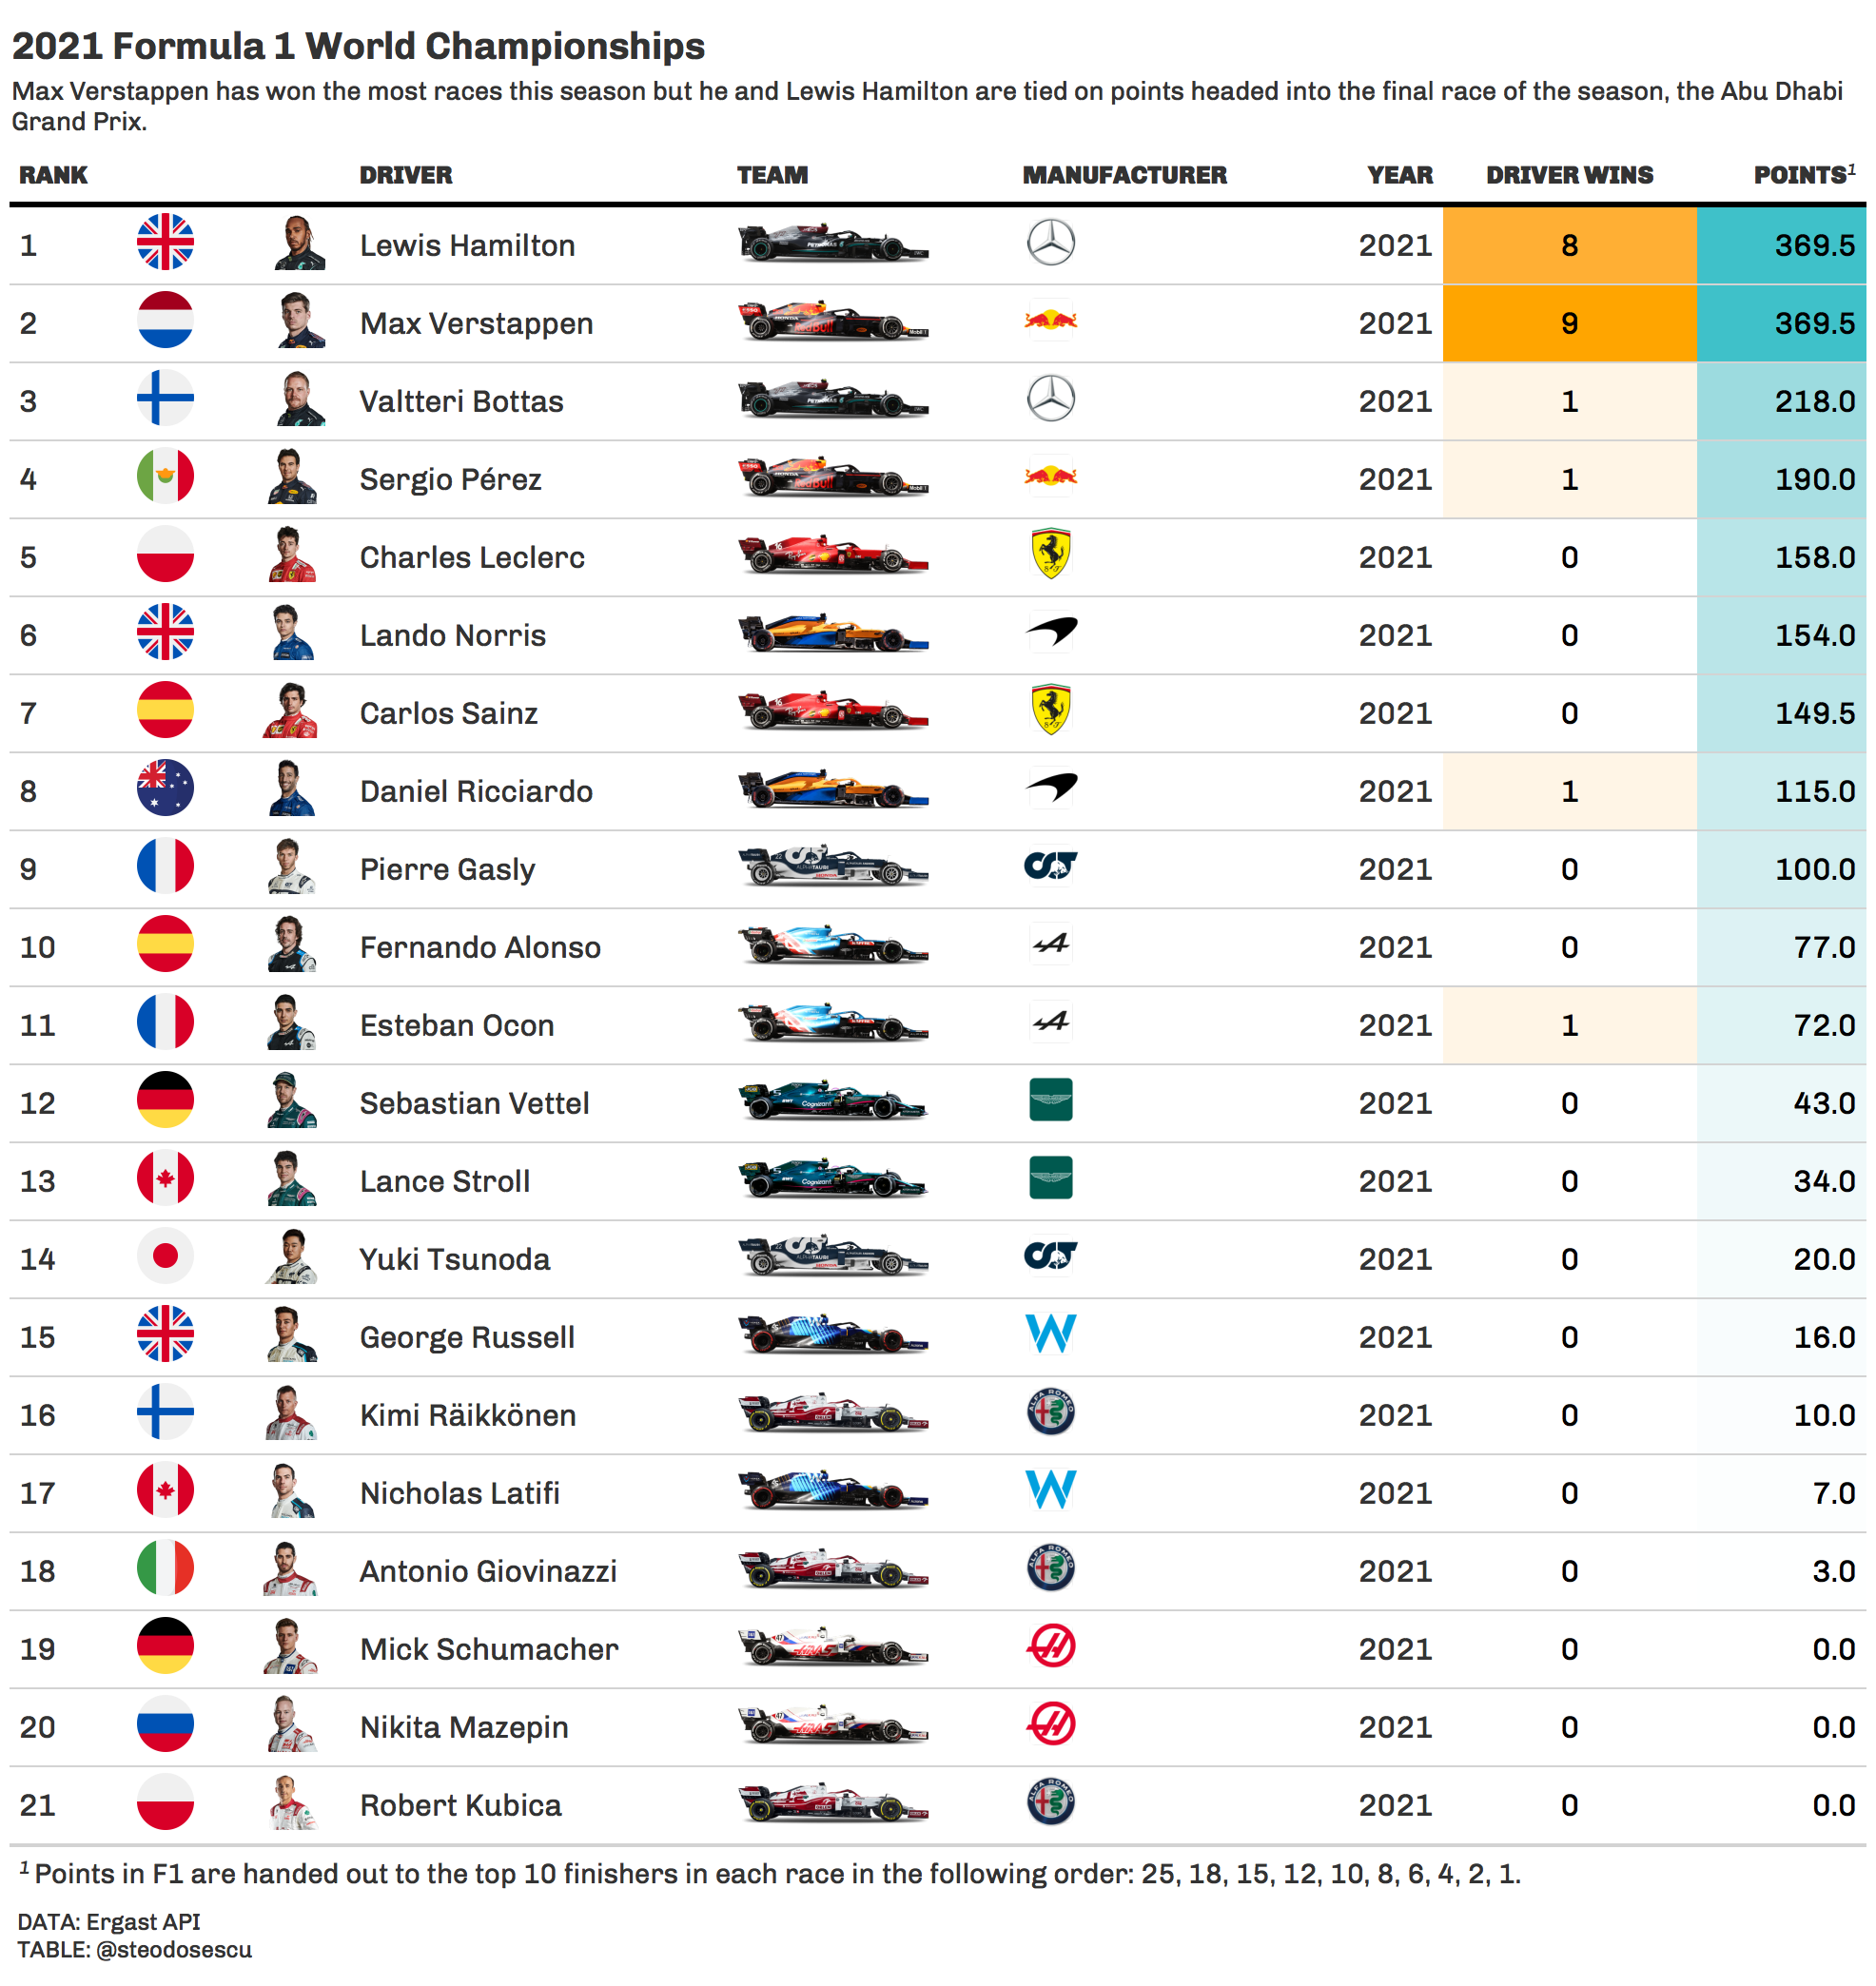 2021 Formula 1 World Championships
Max Verstappen has won the most races this season but he and Lewis Hamilton are tied on points headed into the final race of the season, the Abu Dhabi
Grand Prix.
RANK DRIVER TEAM MANUFACTURER YEAR DRIVER WINS POINTS¹
1 Lewis Hamilton 2021 8 369.5
2 Max Verstappen 2021 9 369.5
3 Valtteri Bottas 2021 1 218.0
4 Sergio Pérez 2021 1 190.0
5 Charles Leclerc 2021 0 158.0
6 Lando Norris 2021 0 154.0
7 Carlos Sainz 2021 0 149.5
8 Daniel Ricciardo 2021 1 115.0
9 Pierre Gasly 2021 0 100.0
10 Fernando Alonso 2021 0 77.0
11 Esteban Ocon 2021 1 72.0
12 Sebastian Vettel 2021 0 43.0
13 Lance Stroll 2021 0 34.0
14 Yuki Tsunoda 2021 0 20.0
15 George Russell 2021 0 16.0
16 Kimi Räikkönen 2021 0 10.0
17 Nicholas Latifi 2021 0 7.0
18 Antonio Giovinazzi 2021 0 3.0
19 Mick Schumacher 2021 0 0.0
20 Nikita Mazepin 2021 0 0.0
21 Robert Kubica 2021 0 0.0
¹ Points in F1 are handed out to the top 10 finishers in each race in the following order: 25, 18, 15, 12, 10, 8, 6, 4, 2, 1.
DATA: Ergast API
TABLE: @steodosescu